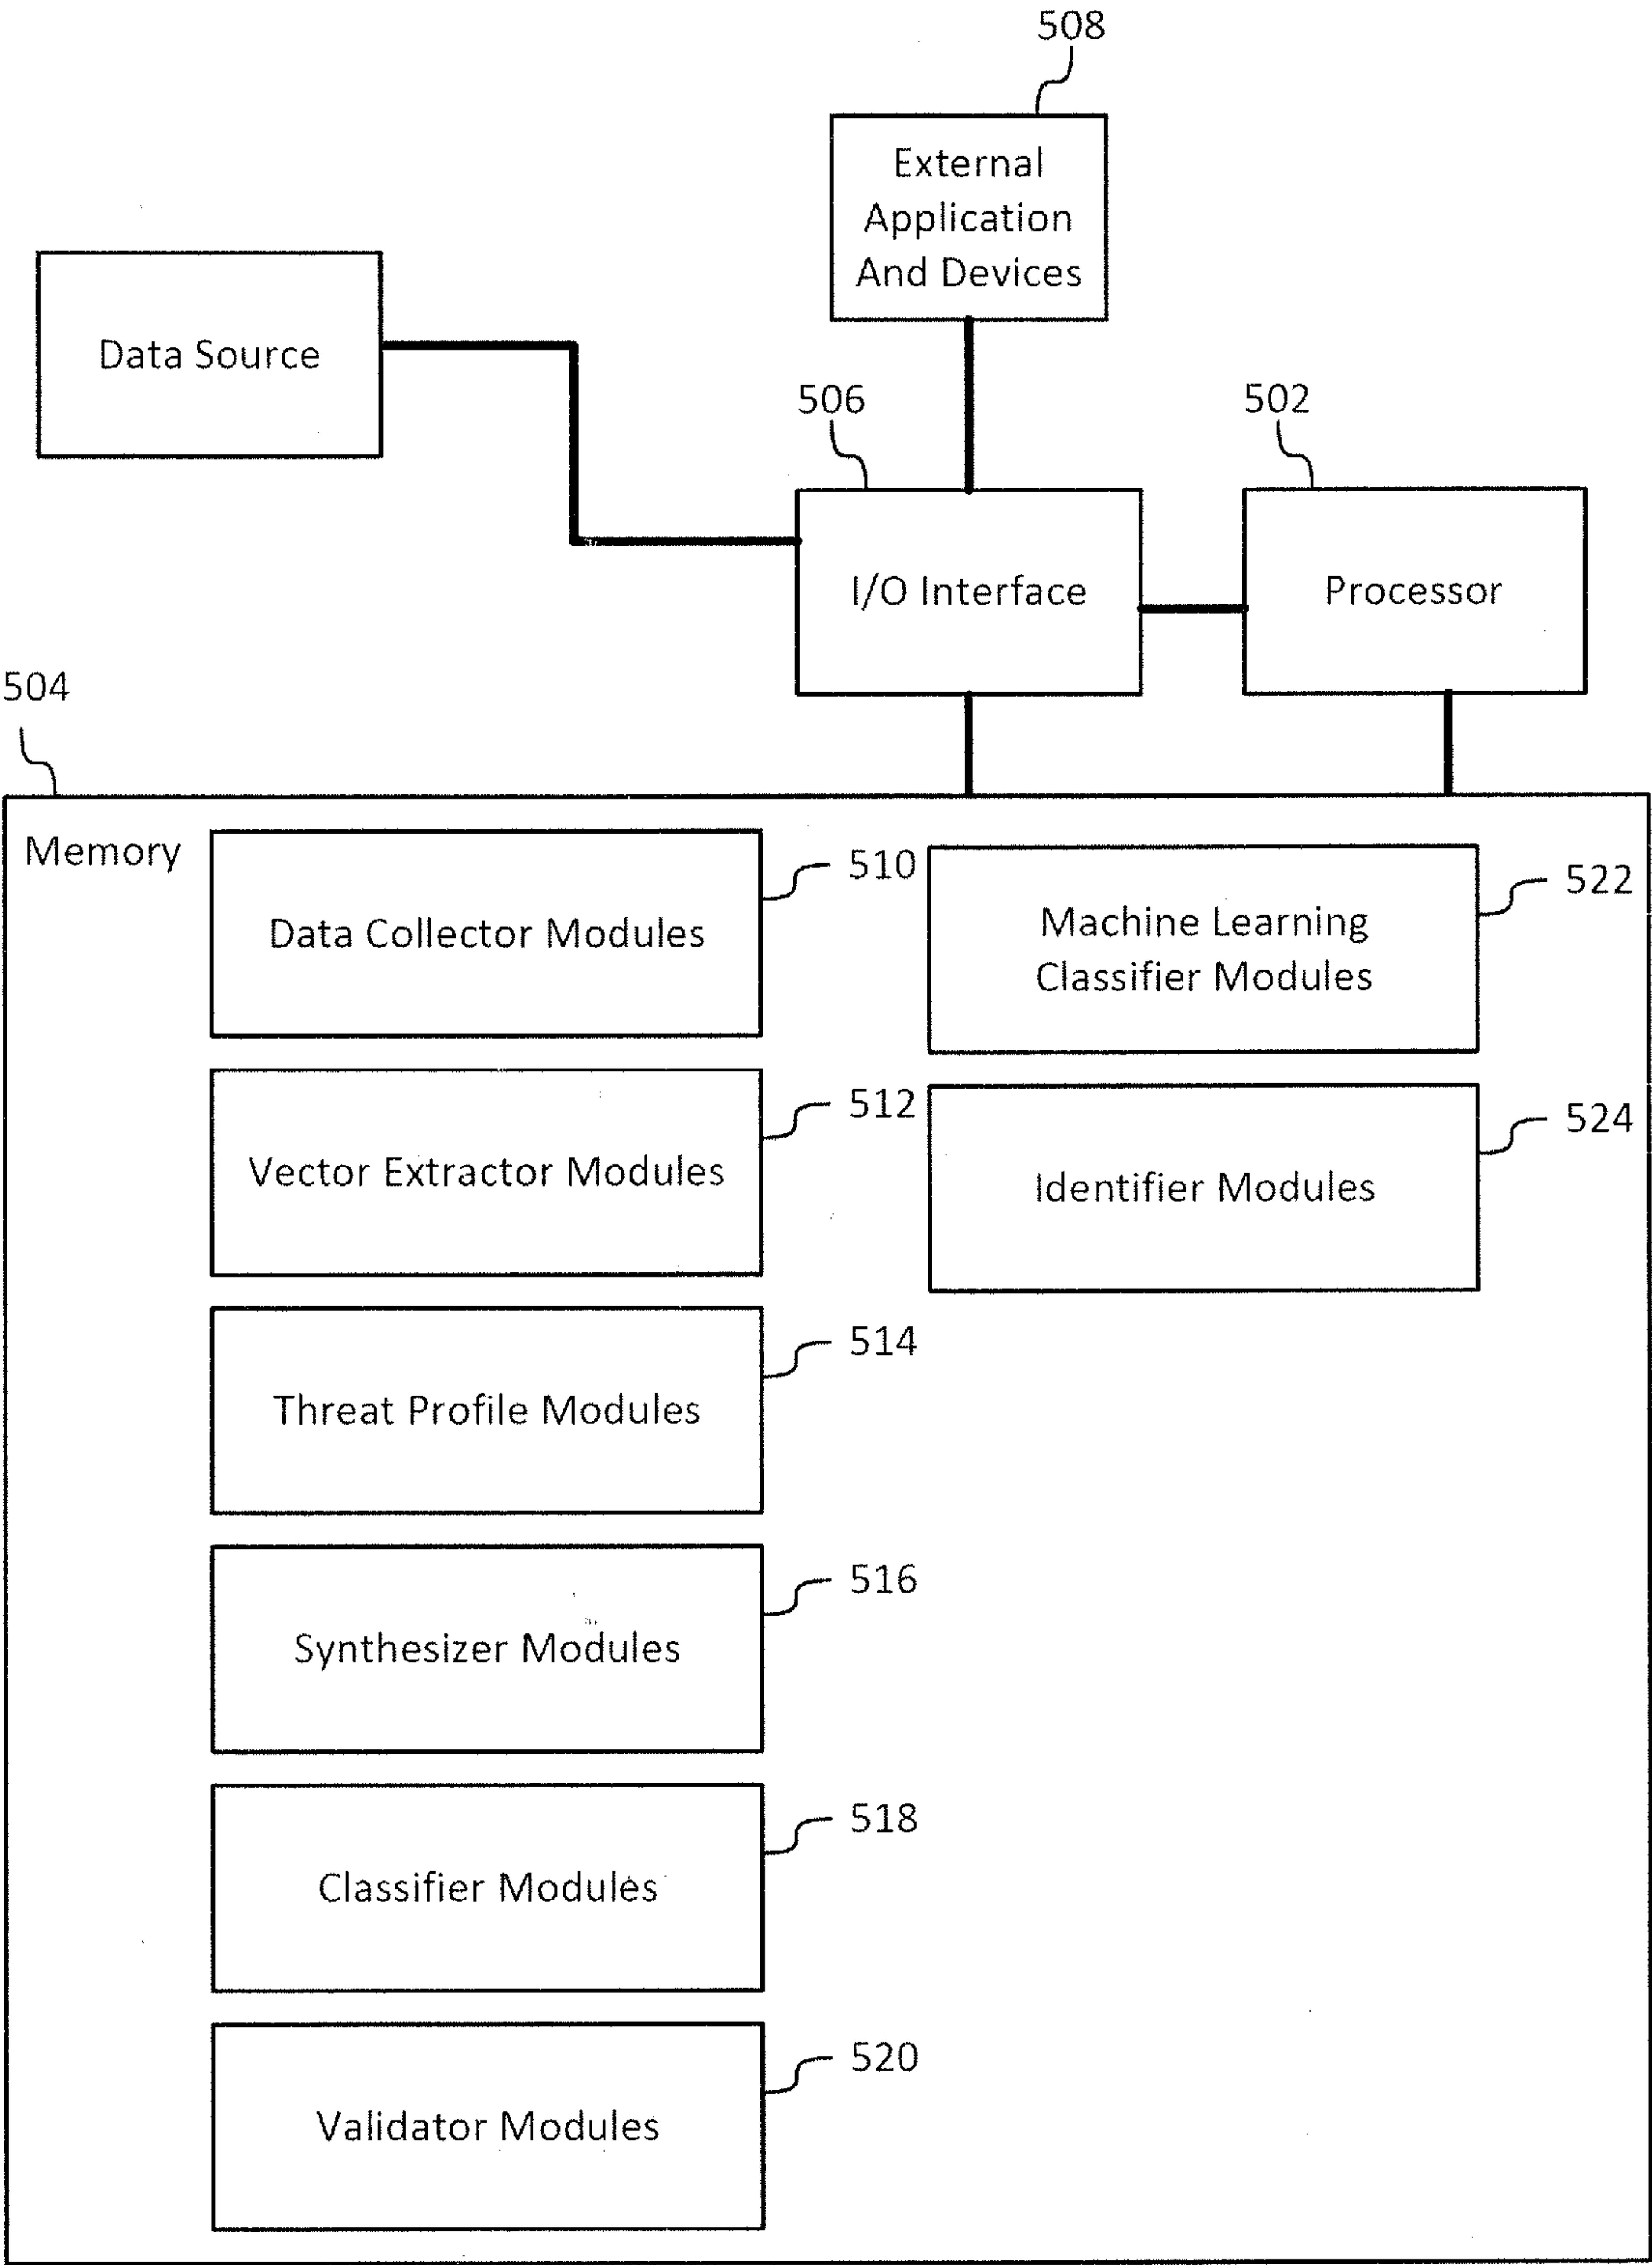 508
External
Application
And Devices
Data Source
506
502
I/O Interface
Processor
504
Memory
510
Data Collector Modules
522
Machine Learning
Classifier Modules
512
Vector Extractor Modules
524
Identifier Modules
514
Threat Profile Modules
516
Synthesizer Modules
518
Classifier Modules
520
Validator Modules